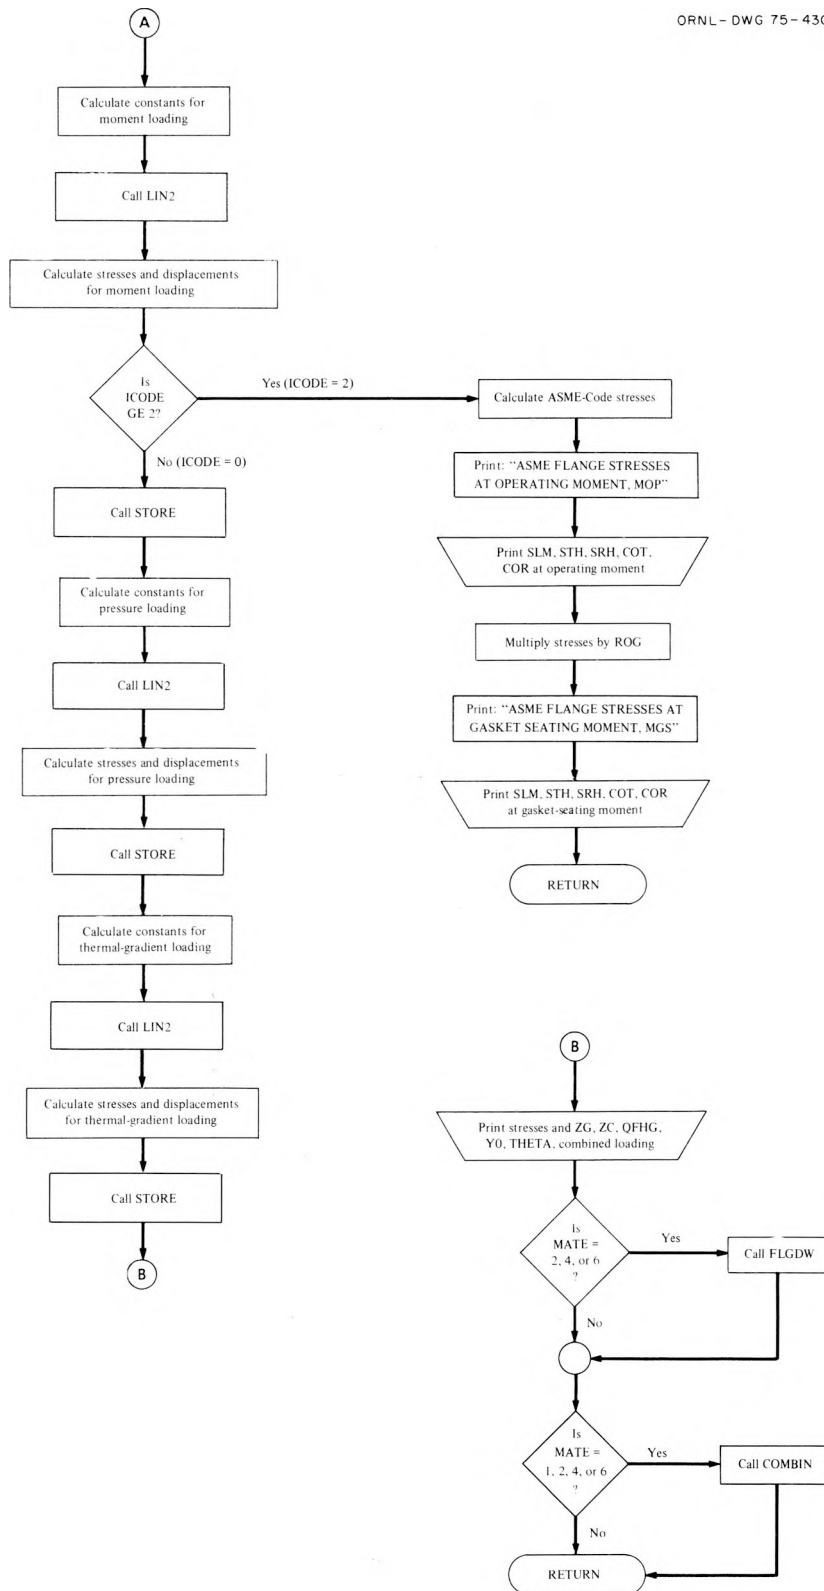 ORNL-DWG 75-430
A
Calculate constants for
moment loading
Call LIN2
Calculate stresses and displacements
for moment loading
Is
ICODE
GE 2?
Yes (ICODE = 2)
No (ICODE = 0)
Call STORE
Calculate constants for
pressure loading
Call LIN2
Calculate stresses and displacements
for pressure loading
Call STORE
Calculate constants for
thermal-gradient loading
Call LIN2
Calculate stresses and displacements
for thermal-gradient loading
Call STORE
B
Calculate ASME-Code stresses
Print: “ASME FLANGE STRESSES
AT OPERATING MOMENT, MOP”
Print SLM, STH, SRH, COT,
COR at operating moment
Multiply stresses by ROG
Print: “ASME FLANGE STRESSES AT
GASKET SEATING MOMENT, MGS”
Print SLM, STH, SRH, COT, COR
at gasket-seating moment
RETURN
B
Print stresses and ZG, ZC, QFHG,
Y0, THETA, combined loading
Is
MATE =
2, 4, or 6
?
Yes
Call FLGDW
No
Is
MATE =
1, 2, 4, or 6
?
Yes
Call COMBIN
No
RETURN